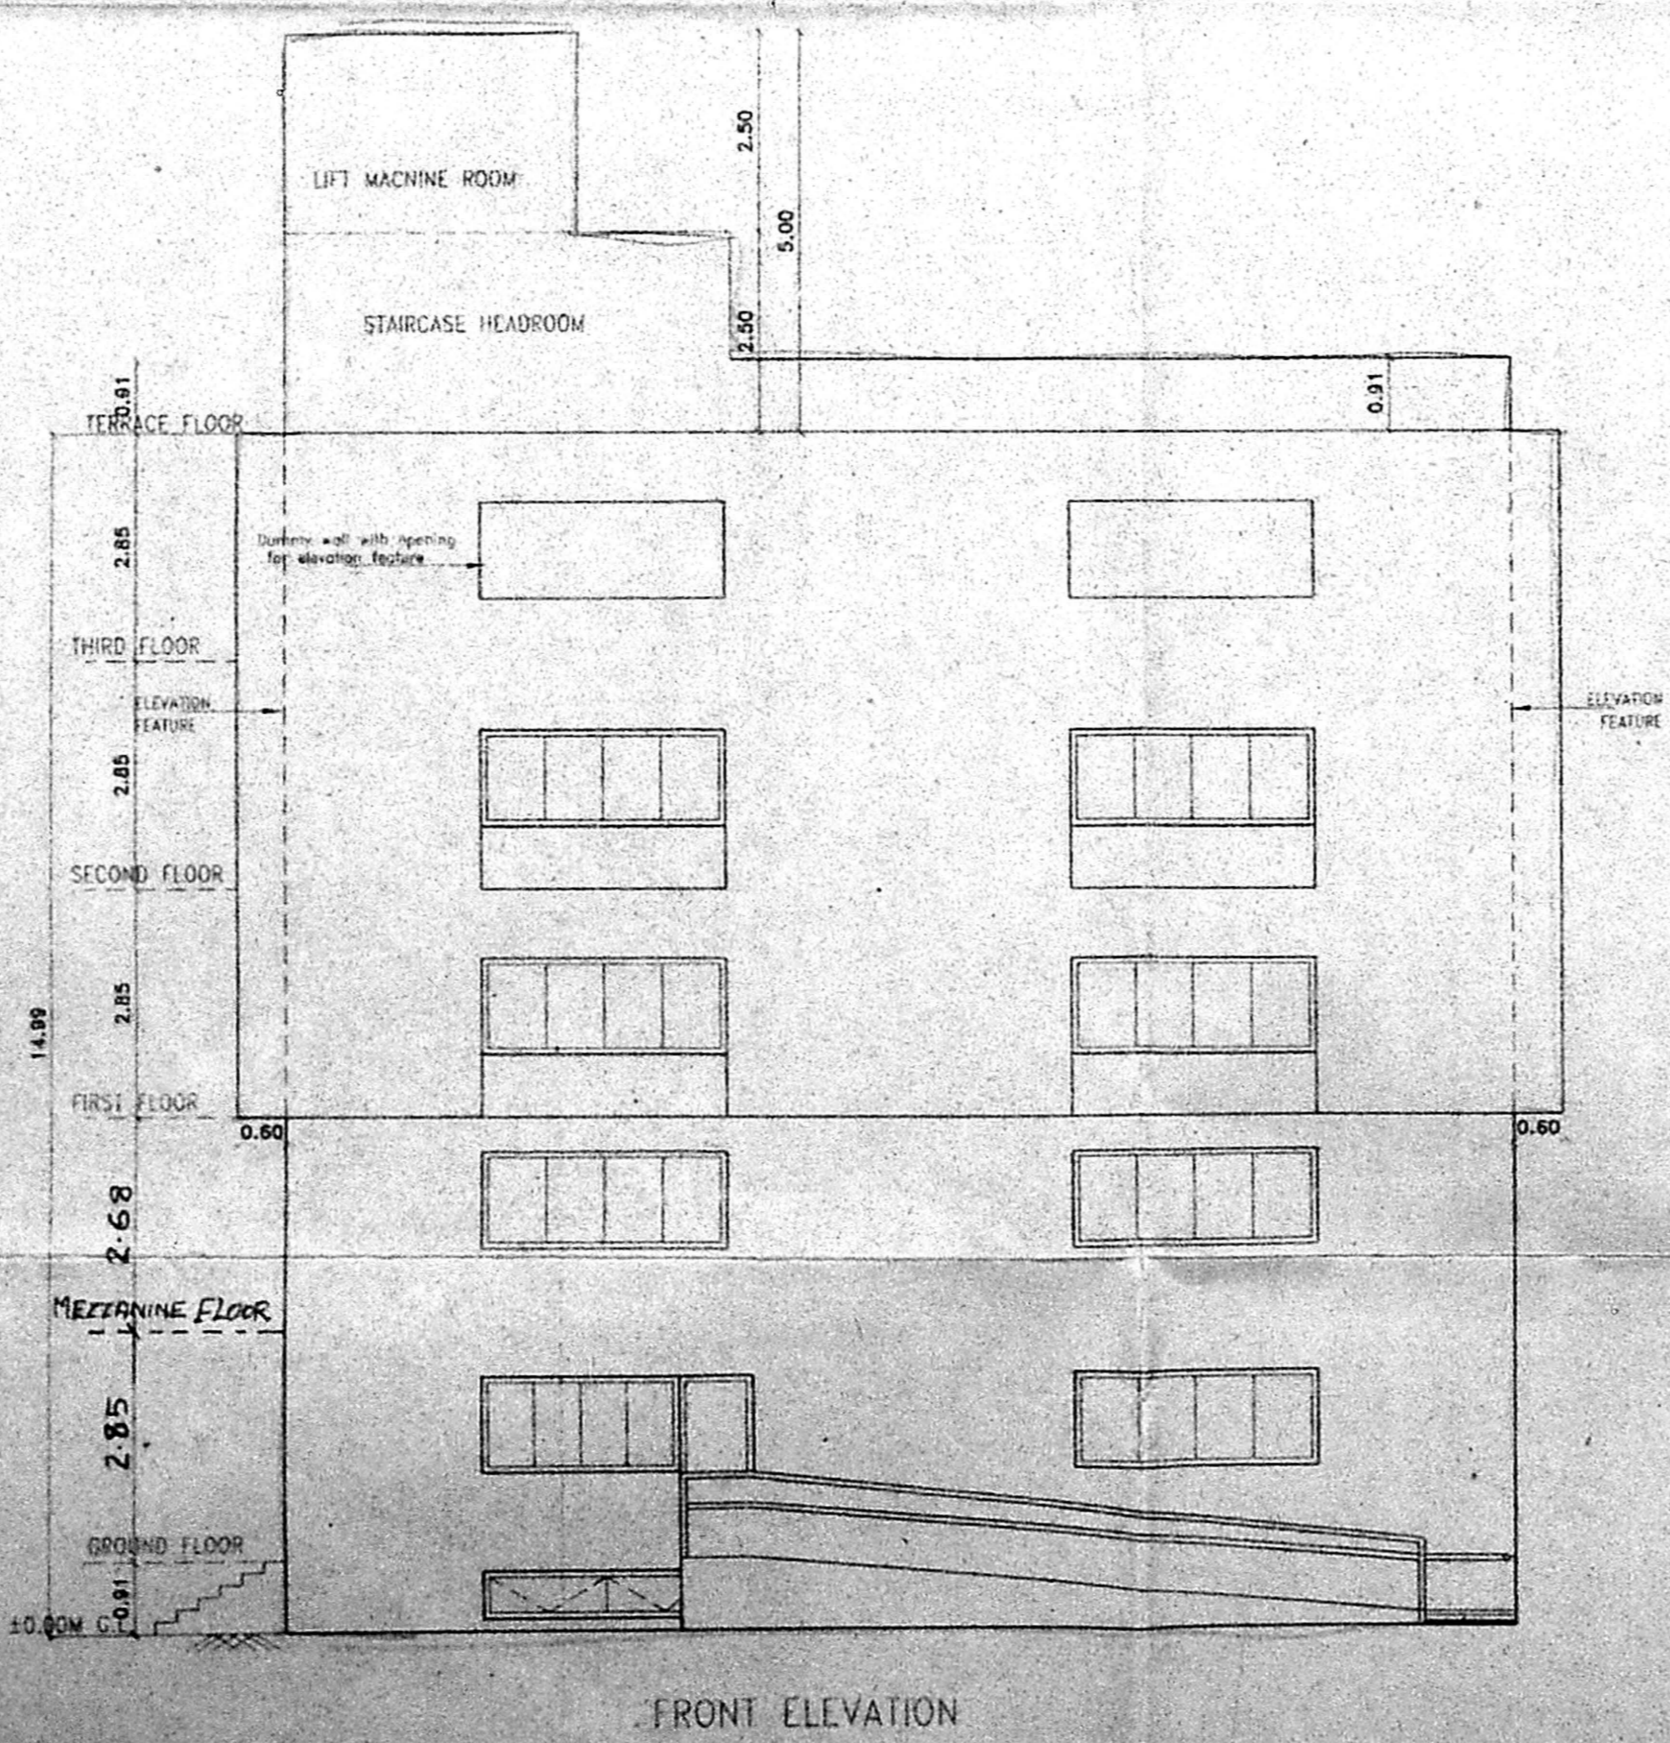 2.50
LIFT MACNINE ROOM
5.00
STAIRCASE HEADROOM
2.50
0.91
0.91
TERRACE FLOOR
Dummy wall with opening
for elevation feature
2.85
THIRD FLOOR
ELEVATION
FEATURE
ELEVATION
FEATURE
2.85
SECOND FLOOR
2.85
14.99
FIRST FLOOR
0.60
0.60
2.68
MEZZANINE FLOOR
2.85
GROUND FLOOR
0.91
±0.00M G.L
FRONT ELEVATION